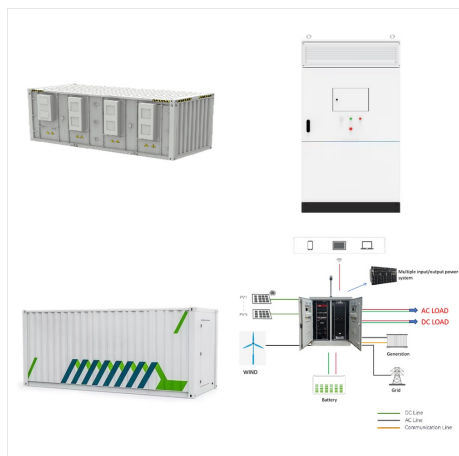 Multiple input/output power
system
PV1
AC LOAD
DC LOAD
WIND
Generation
Battery
Grid
DC Line
AC Line
Communication Line